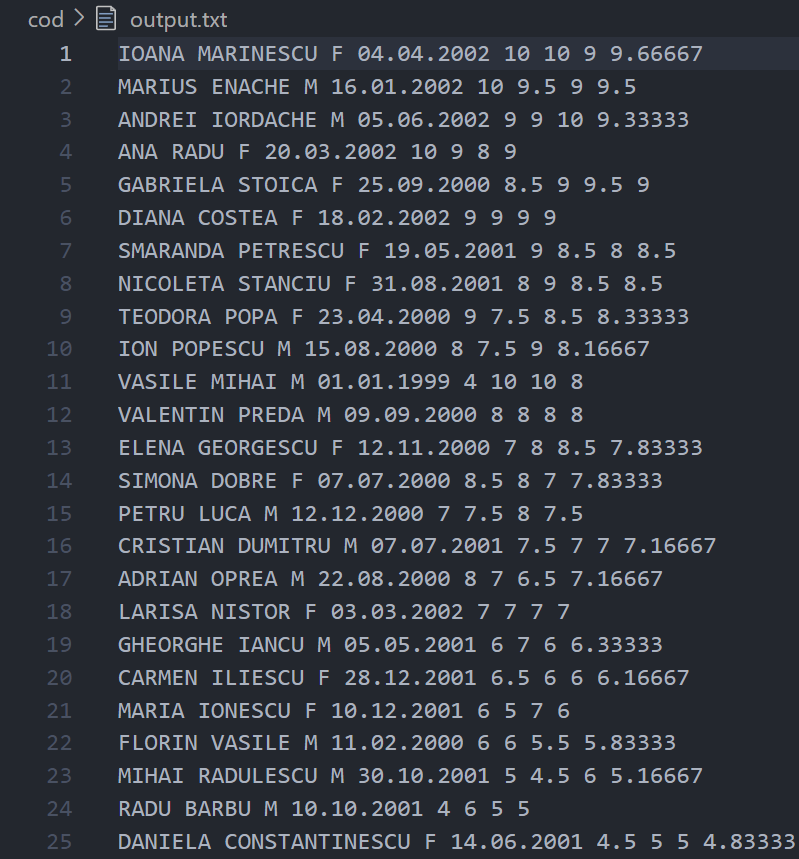 cod > output.txt
1 IOANA MARINESCU F 04.04.2002 10 10 9 9.66667
2 MARIUS ENACHE M 16.01.2002 10 9.5 9 9.5
3 ANDREI IORDACHE M 05.06.2002 9 9 10 9.33333
4 ANA RADU F 20.03.2002 10 9 8 9
5 GABRIELA STOICA F 25.09.2000 8.5 9 9.5 9
6 DIANA COSTEA F 18.02.2002 9 9 9 9
7 SMARANDA PETRESCU F 19.05.2001 9 8.5 8 8.5
8 NICOLETA STANCIU F 31.08.2001 8 9 8.5 8.5
9 TEODORA POPA F 23.04.2000 9 7.5 8.5 8.33333
10 ION POPESCU M 15.08.2000 8 7.5 9 8.16667
11 VASILE MIHAI M 01.01.1999 4 10 10 8
12 VALENTIN PREDA M 09.09.2000 8 8 8 8
13 ELENA GEORGESCU F 12.11.2000 7 8 8.5 7.83333
14 SIMONA DOBRE F 07.07.2000 8.5 8 7 7.83333
15 PETRU LUCA M 12.12.2000 7 7.5 8 7.5
16 CRISTIAN DUMITRU M 07.07.2001 7.5 7 7 7.16667
17 ADRIAN OPREA M 22.08.2000 8 7 6.5 7.16667
18 LARISA NISTOR F 03.03.2002 7 7 7 7
19 GHEORGHE IANCU M 05.05.2001 6 7 6 6.33333
20 CARMEN ILIESCU F 28.12.2001 6.5 6 6 6.16667
21 MARIA IONESCU F 10.12.2001 6 5 7 6
22 FLORIN VASILE M 11.02.2000 6 6 5.5 5.83333
23 MIHAI RADULESCU M 30.10.2001 5 4.5 6 5.16667
24 RADU BARBU M 10.10.2001 4 6 5 5
25 DANIELA CONSTANTINESCU F 14.06.2001 4.5 5 5 4.83333